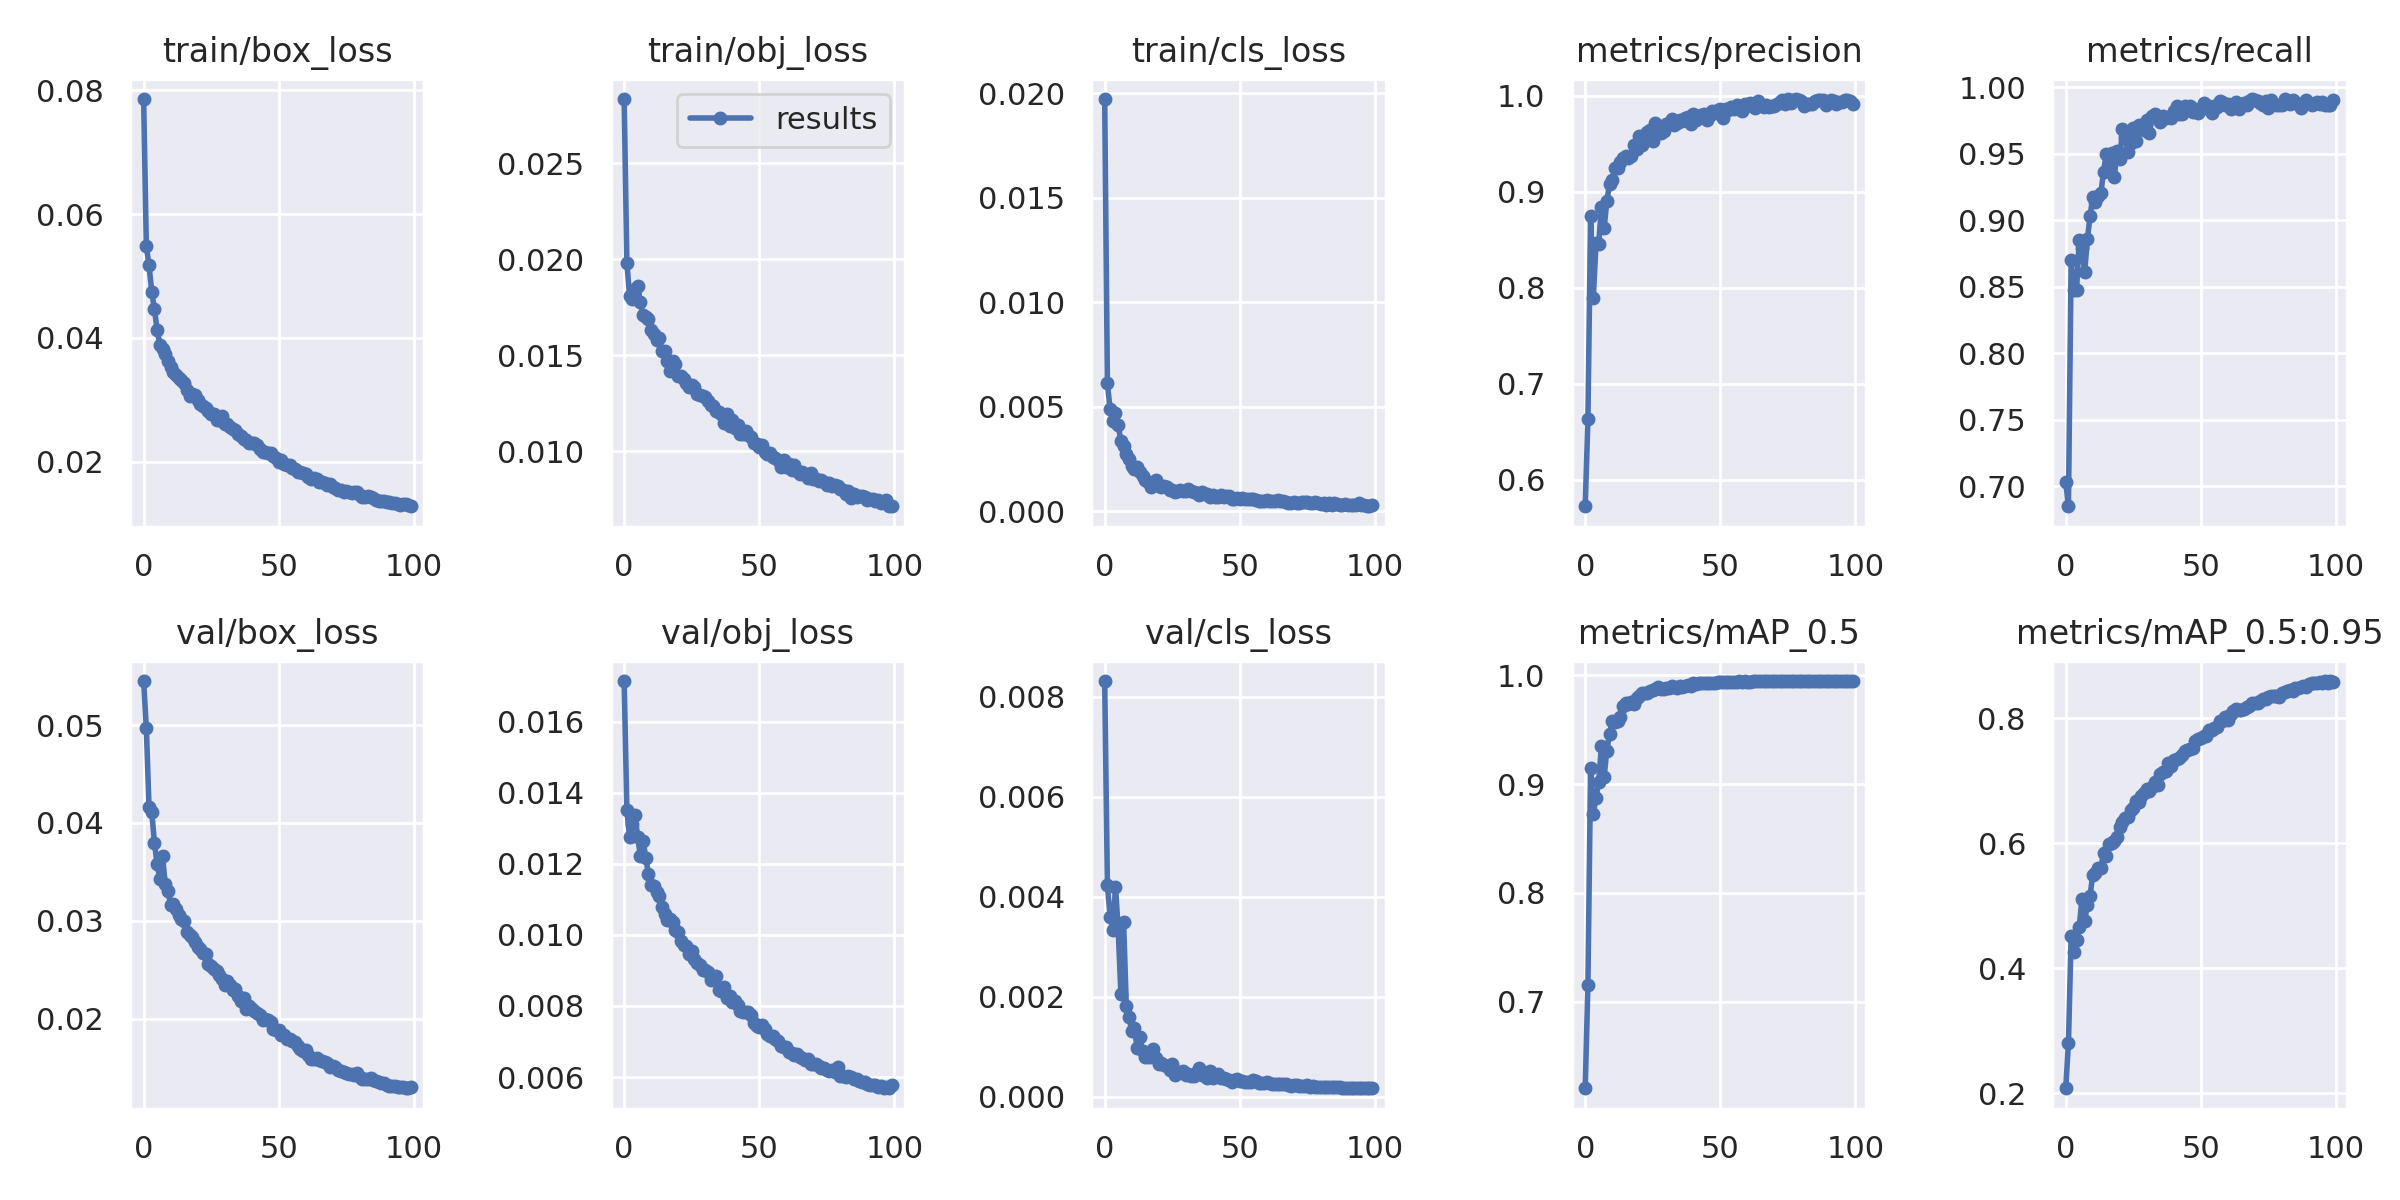 train/box_loss
0.08
0.06
0.04
0.02
0 50 100
train/obj_loss
results
0.025
0.020
0.015
0.010
0 50 100
train/cls_loss
0.020
0.015
0.010
0.005
0.000
0 50 100
metrics/precision
1.0
0.9
0.8
0.7
0.6
0 50 100
metrics/recall
1.00
0.95
0.90
0.85
0.80
0.75
0.70
0 50 100
val/box_loss
0.05
0.04
0.03
0.02
0 50 100
val/obj_loss
0.016
0.014
0.012
0.010
0.008
0.006
0 50 100
val/cls_loss
0.008
0.006
0.004
0.002
0.000
0 50 100
metrics/mAP_0.5
1.0
0.9
0.8
0.7
0 50 100
metrics/mAP_0.5:0.95
0.8
0.6
0.4
0.2
0 50 100